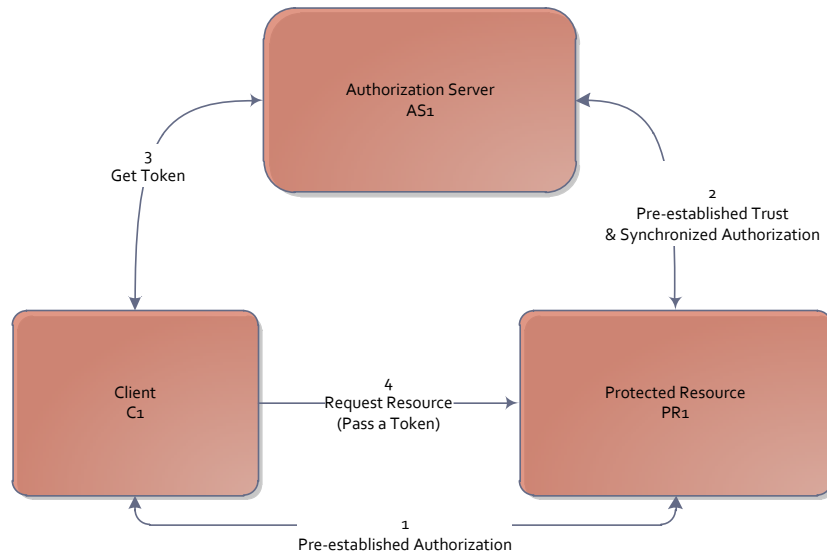 Authorization Server
AS1
3
Get Token
2
Pre-established Trust
& Synchronized Authorization
Client
C1
4
Request Resource
(Pass a Token)
Protected Resource
PR1
1
Pre-established Authorization